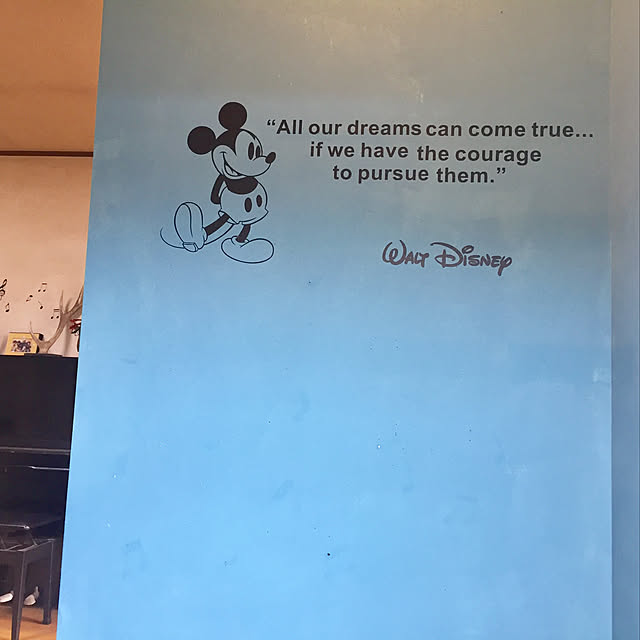 “All our dreams can come true...
if we have the courage
to pursue them.”
Walt Disney